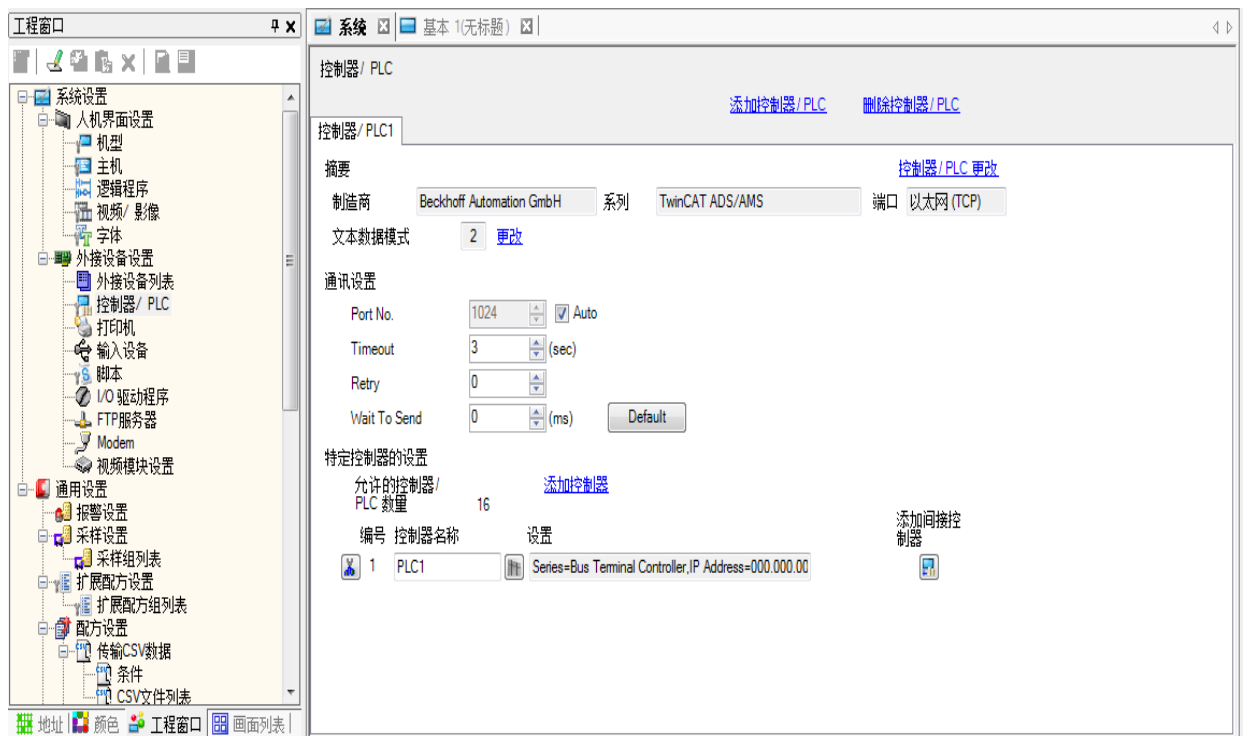 工程窗口
系统设置
人机界面设置
机型
主机
逻辑程序
视频/ 影像
字体
外接设备设置
外接设备列表
控制器/ PLC
打印机
输入设备
脚本
I/O 驱动程序
FTP服务器
Modem
视频模块设置
通用设置
报警设置
采样设置
采样组列表
扩展配方设置
扩展配方组列表
配方设置
传输CSV数据
条件
CSV文件列表
地址 颜色 工程窗口 画面列表
系统 基本 1(无标题)
控制器/ PLC
添加控制器/ PLC 删除控制器/ PLC
控制器/ PLC1
摘要 控制器/ PLC 更改
制造商 Beckhoff Automation GmbH 系列 TwinCAT ADS/AMS 端口 以太网 (TCP)
文本数据模式 2 更改
通讯设置
Port No. 1024 Auto
Timeout 3 (sec)
Retry 0
Wait To Send 0 (ms) Default
特定控制器的设置
允许的控制器/ 添加控制器
PLC 数量 16
添加间接控
制器
编号 控制器名称 设置
1 PLC1 Series=Bus Terminal Controller,IP Address=000.000.00